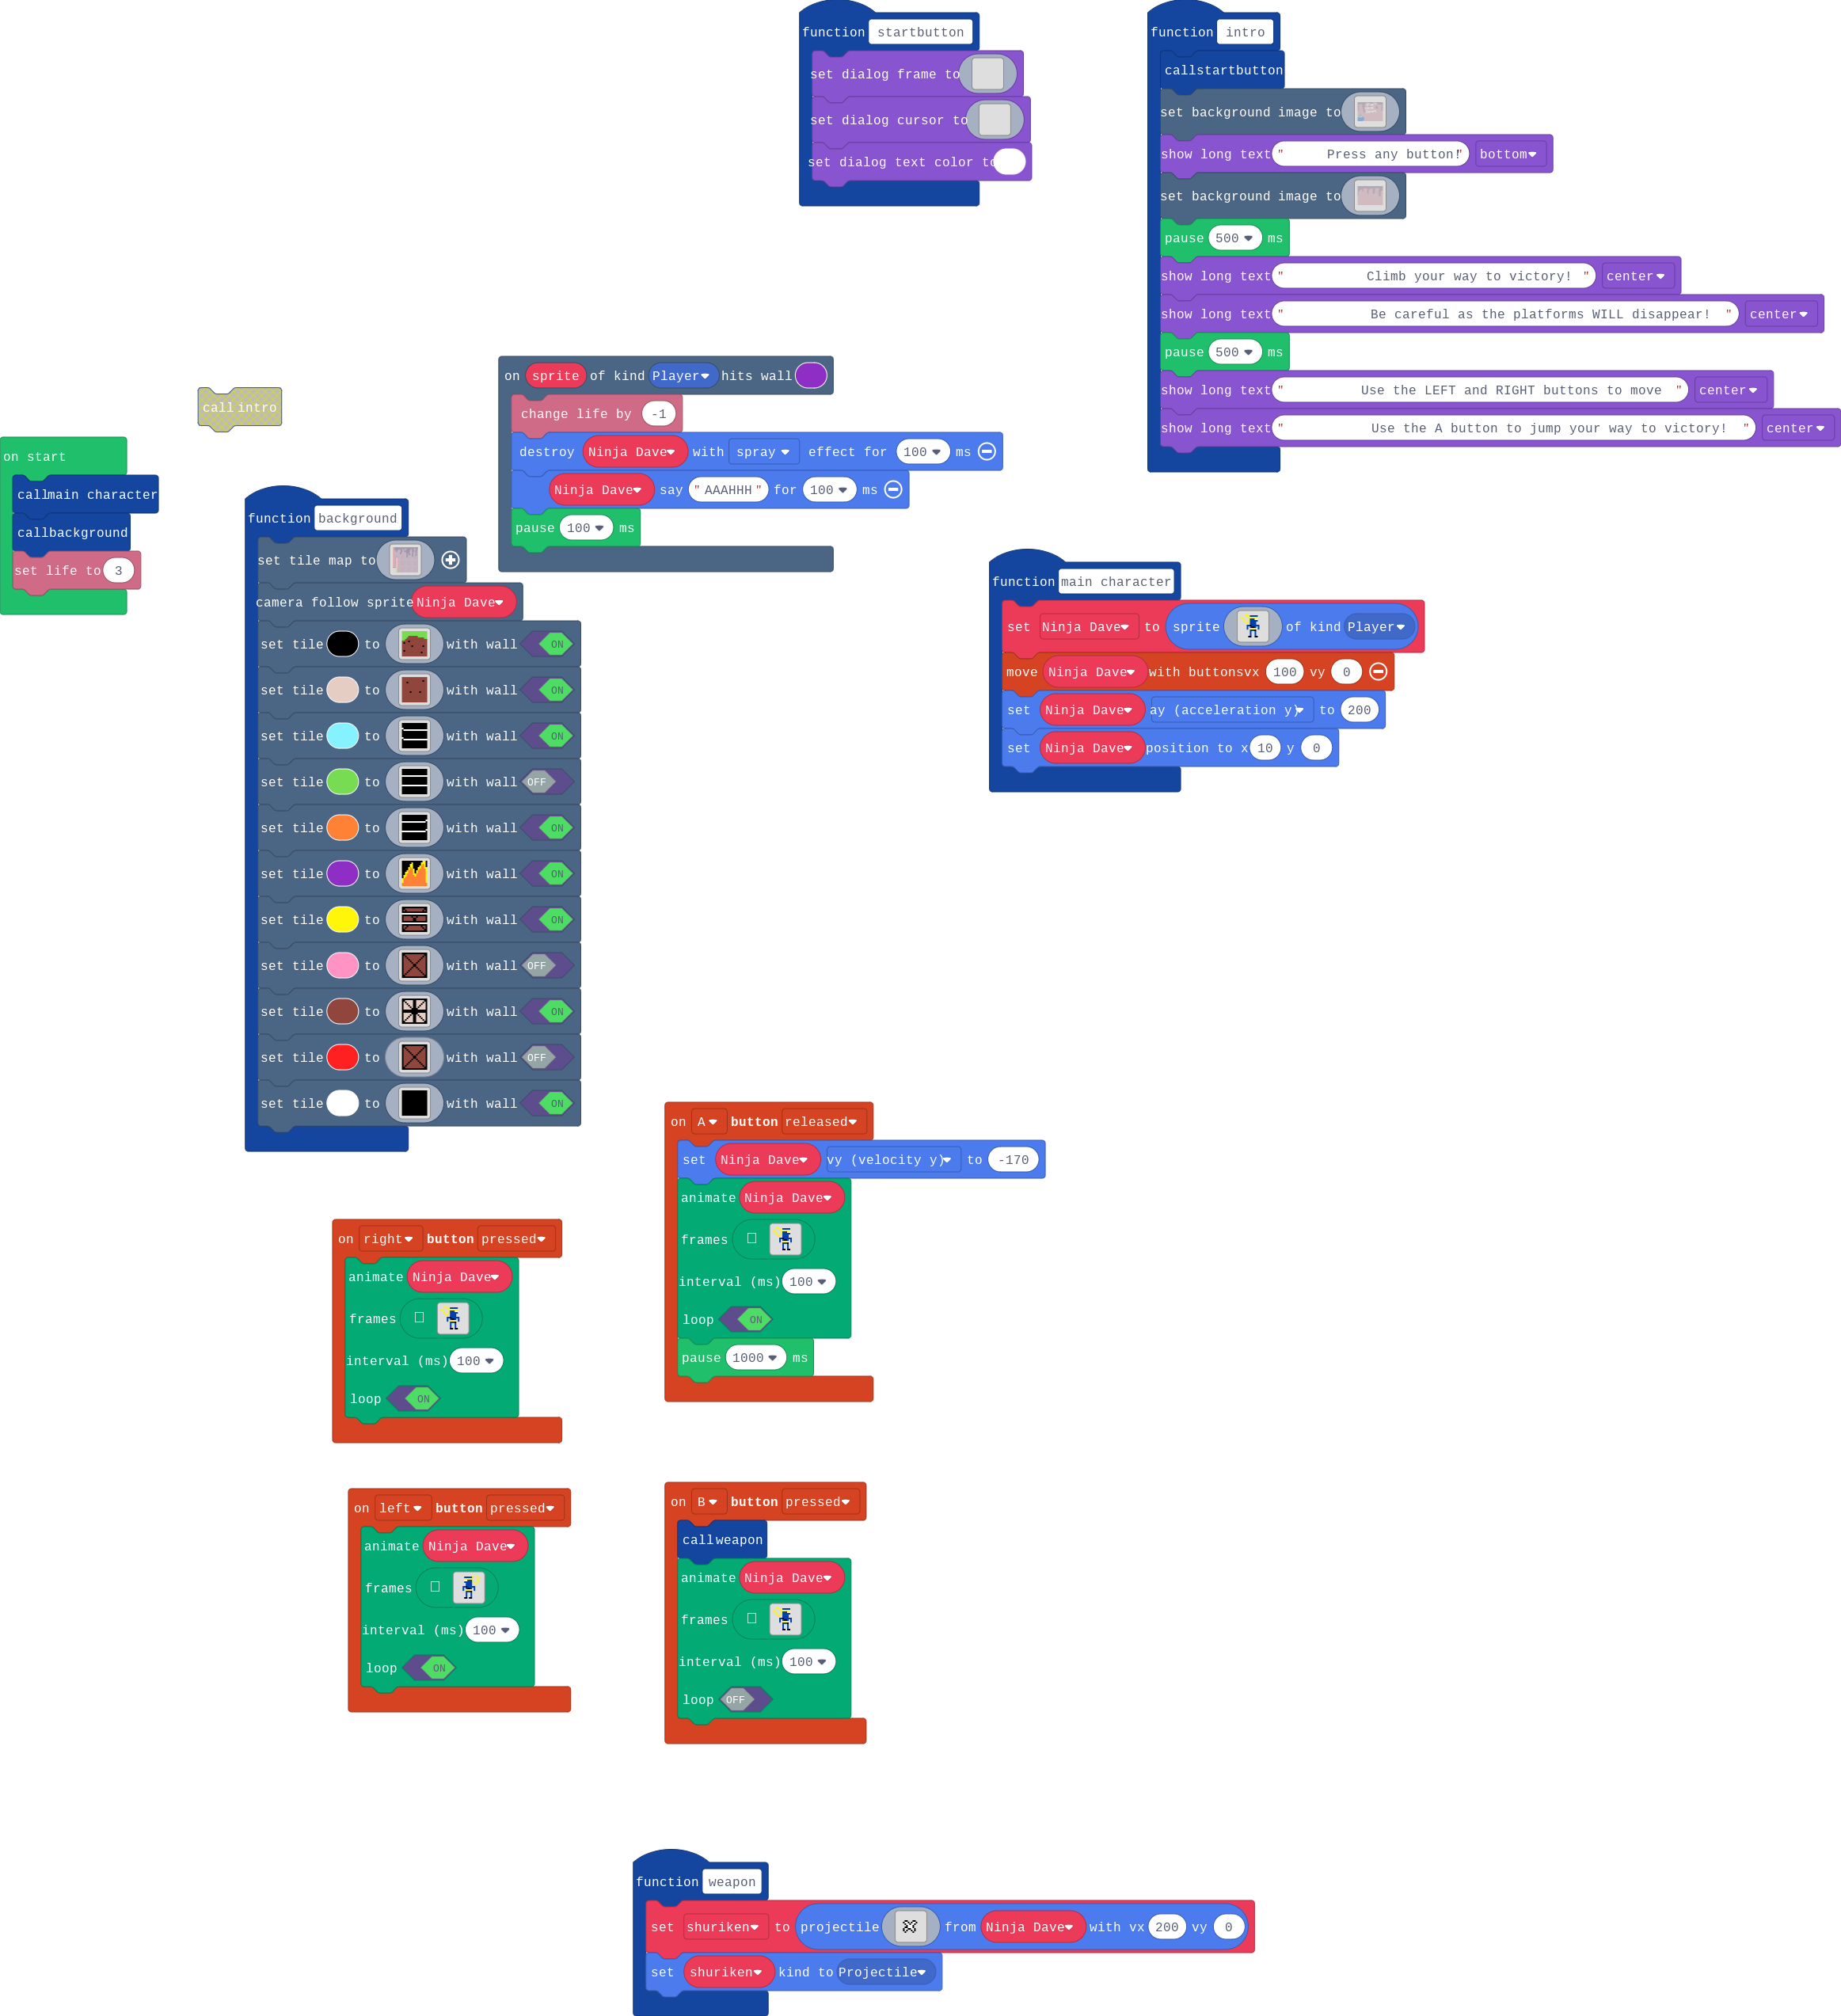 function startbutton
set dialog frame to
set dialog cursor to
set dialog text color to
function intro
call startbutton
set background image to
show long text " Press any button! " bottom
set background image to
pause 500 ms
show long text " Climb your way to victory! " center
show long text " Be careful as the platforms WILL disappear! " center
pause 500 ms
show long text " Use the LEFT and RIGHT buttons to move " center
show long text " Use the A button to jump your way to victory! " center
call intro
on start
call main character
call background
set life to 3
on sprite of kind Player hits wall
change life by -1
destroy Ninja Dave with spray effect for 100 ms
Ninja Dave say " AAAHHH " for 100 ms
pause 100 ms
function background
set tile map to
camera follow sprite Ninja Dave
set tile to with wall ON
set tile to with wall ON
set tile to with wall ON
set tile to with wall OFF
set tile to with wall ON
set tile to with wall ON
set tile to with wall ON
set tile to with wall OFF
set tile to with wall ON
set tile to with wall OFF
set tile to with wall ON
function main character
set Ninja Dave to sprite of kind Player
move Ninja Dave with buttons vx 100 vy 0
set Ninja Dave ay (acceleration y) to 200
set Ninja Dave position to x 10 y 0
on A button released
set Ninja Dave vy (velocity y) to -170
animate Ninja Dave
frames
interval (ms) 100
loop ON
pause 1000 ms
on right button pressed
animate Ninja Dave
frames
interval (ms) 100
loop ON
on left button pressed
animate Ninja Dave
frames
interval (ms) 100
loop ON
on B button pressed
call weapon
animate Ninja Dave
frames
interval (ms) 100
loop OFF
function weapon
set shuriken to projectile from Ninja Dave with vx 200 vy 0
set shuriken kind to Projectile